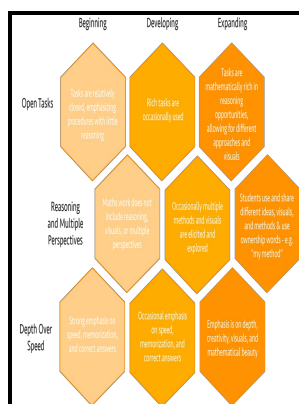 Beginning Developing Expanding
Open Tasks
Tasks are relatively
closed, emphasizing
procedures with little
reasoning
Rich tasks are
occasionally used
Tasks are
mathematically rich in
reasoning
opportunities,
allowing for different
approaches and
visuals
Reasoning
and Multiple
Perspectives
Maths work does not
include reasoning,
visuals, or multiple
perspectives
Occasionally multiple
methods and visuals
are elicited and
explored
Students use and share
different ideas, visuals,
and methods & use
ownership words - e.g.
"my method"
Depth Over
Speed
Strong emphasis on
speed, memorization,
and correct answers
Occasional emphasis
on speed,
memorization, and
correct answers
Emphasis is on depth,
creativity, visuals, and
mathematical beauty